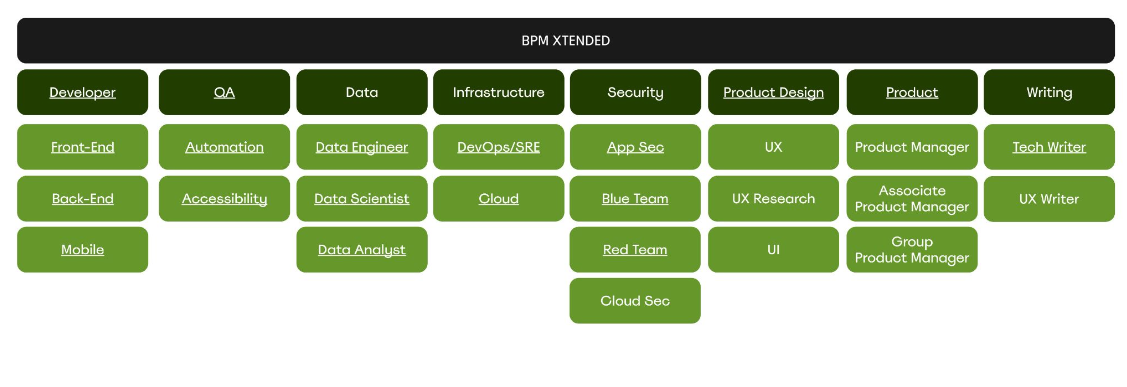 BPM XTENDED
Developer
QA
Data
Infrastructure
Security
Product Design
Product
Writing
Front-End
Automation
Data Engineer
DevOps/SRE
App Sec
UX
Product Manager
Tech Writer
Back-End
Accessibility
Data Scientist
Cloud
Blue Team
UX Research
Associate
Product Manager
UX Writer
Mobile
Data Analyst
Red Team
UI
Group
Product Manager
Cloud Sec